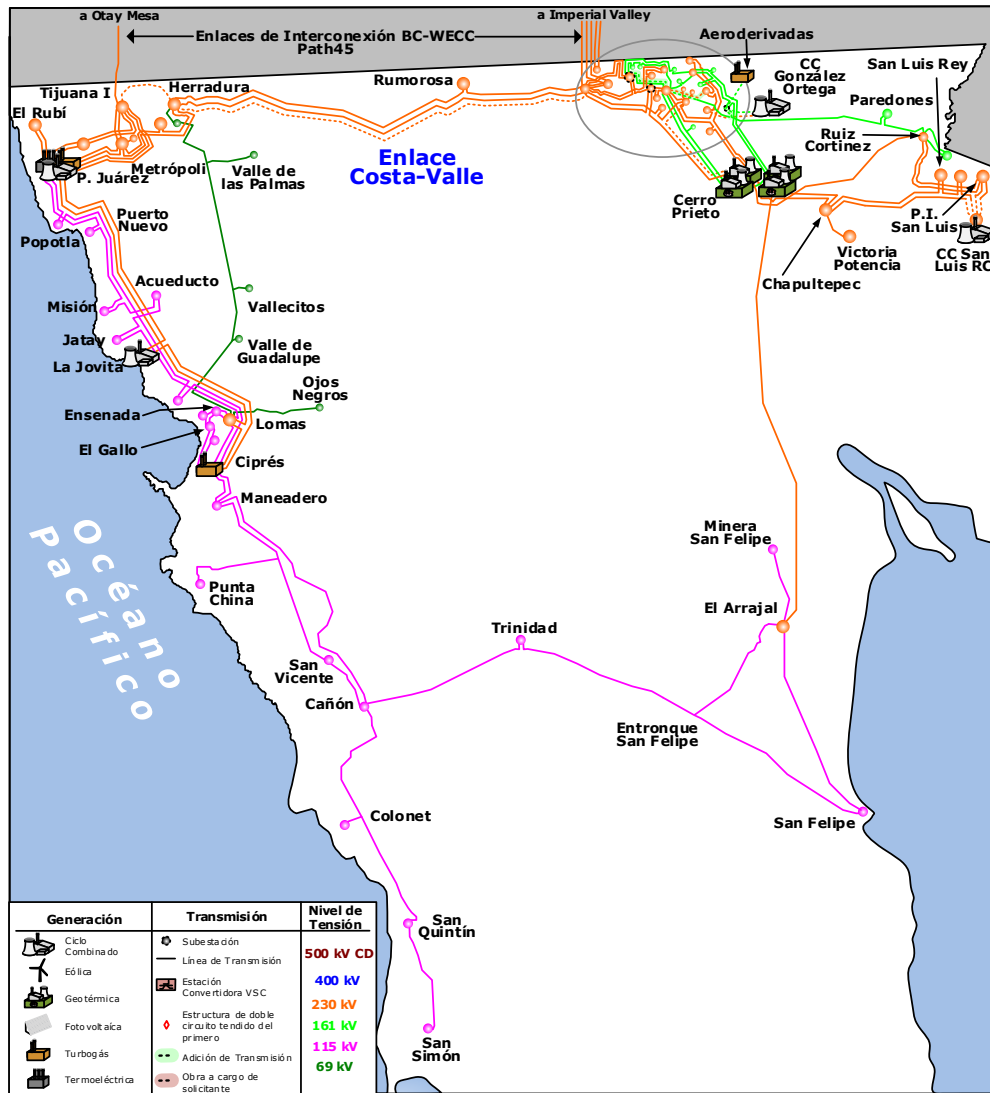 a Otay Mesa
a Imperial Valley
Enlaces de Interconexión BC-WECC
Path45
Aeroderivadas
CC
González
Ortega
San Luis Rey
Rumorosa
Herradura
Tijuana I
El Rubí
Paredones
Ruiz
Cortinez
Enlace
Costa-Valle
Metrópoli
Valle de
las Palmas
P. Juárez
Cerro
Prieto
Puerto
Nuevo
Popotla
P.I.
San Luis
CC San
Luis RC
Victoria
Potencia
Chapultepec
Acueducto
Misión
Vallecitos
Jatay
Valle de
Guadalupe
La Jovita
Ojos
Negros
Ensenada
Lomas
El Gallo
Ciprés
Maneadero
Océano
Pacífico
Minera
San Felipe
Punta
China
El Arrajal
Trinidad
San
Vicente
Cañón
Entronque
San Felipe
Colonet
San Felipe
San
Quintín
San
Simón
Generación
Ciclo
Combinado
Eólica
Geotérmica
Fotovoltaíca
Turbogás
Termoeléctrica
Transmisión
Subestación
Línea de Transmisión
Estación
Convertidora VSC
Estructura de doble
circuito tendido del
primero
Adición de Transmisión
Obra a cargo de
solicitante
Nivel de
Tensión
500 kV CD
400 kV
230 kV
161 kV
115 kV
69 kV